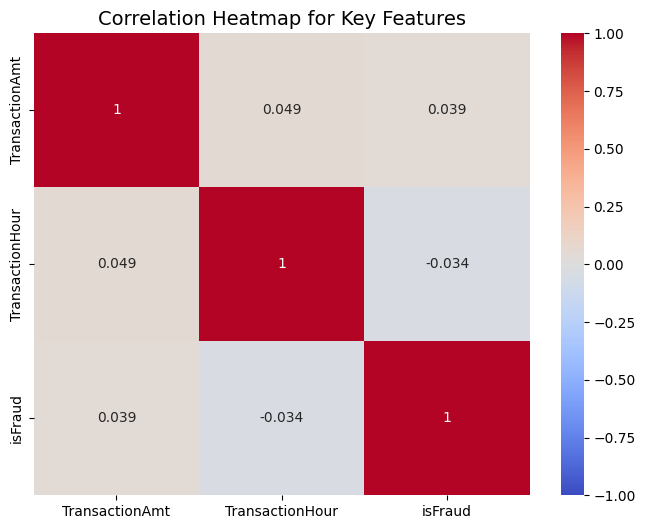 Correlation Heatmap for Key Features
TransactionAmt
1
0.049
0.039
TransactionHour
0.049
1
-0.034
isFraud
0.039
-0.034
1
TransactionAmt
TransactionHour
isFraud
1.00
0.75
0.50
0.25
0.00
−0.25
−0.50
−0.75
−1.00